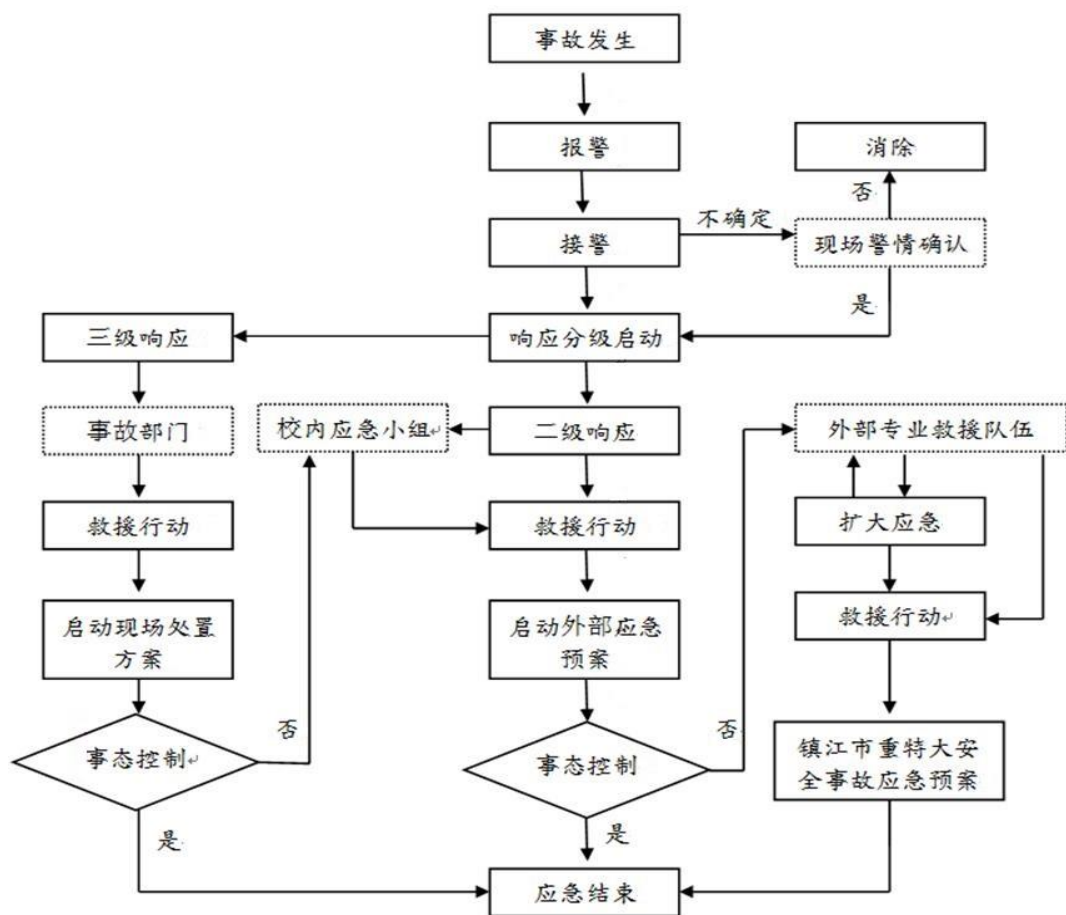 事故发生
报警
消除
否
不确定
接警
现场警情确认
是
三级响应
响应分级启动
事故部门
校内应急小组
二级响应
外部专业救援队伍
救援行动
救援行动
扩大应急
启动现场处置
方案
启动外部应急
预案
救援行动
否
否
事态控制
事态控制
镇江市重特大安
全事故应急预案
是
是
应急结束